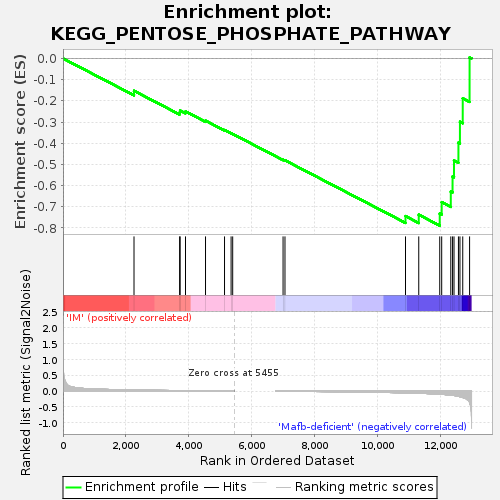 Enrichment plot:
KEGG_PENTOSE_PHOSPHATE_PATHWAY
Enrichment score (ES)
0.0
-0.1
-0.2
-0.3
-0.4
-0.5
-0.6
-0.7
-0.8
'IM' (positively correlated)
Ranked list metric (Signal2Noise)
2.5
2.0
1.5
1.0
0.5
0.0
-0.5
-1.0
Zero cross at 5455
'Mafb-deficient' (negatively correlated)
0
2,000
4,000
6,000
8,000
10,000
12,000
Rank in Ordered Dataset
Enrichment profile
Hits
Ranking metric scores